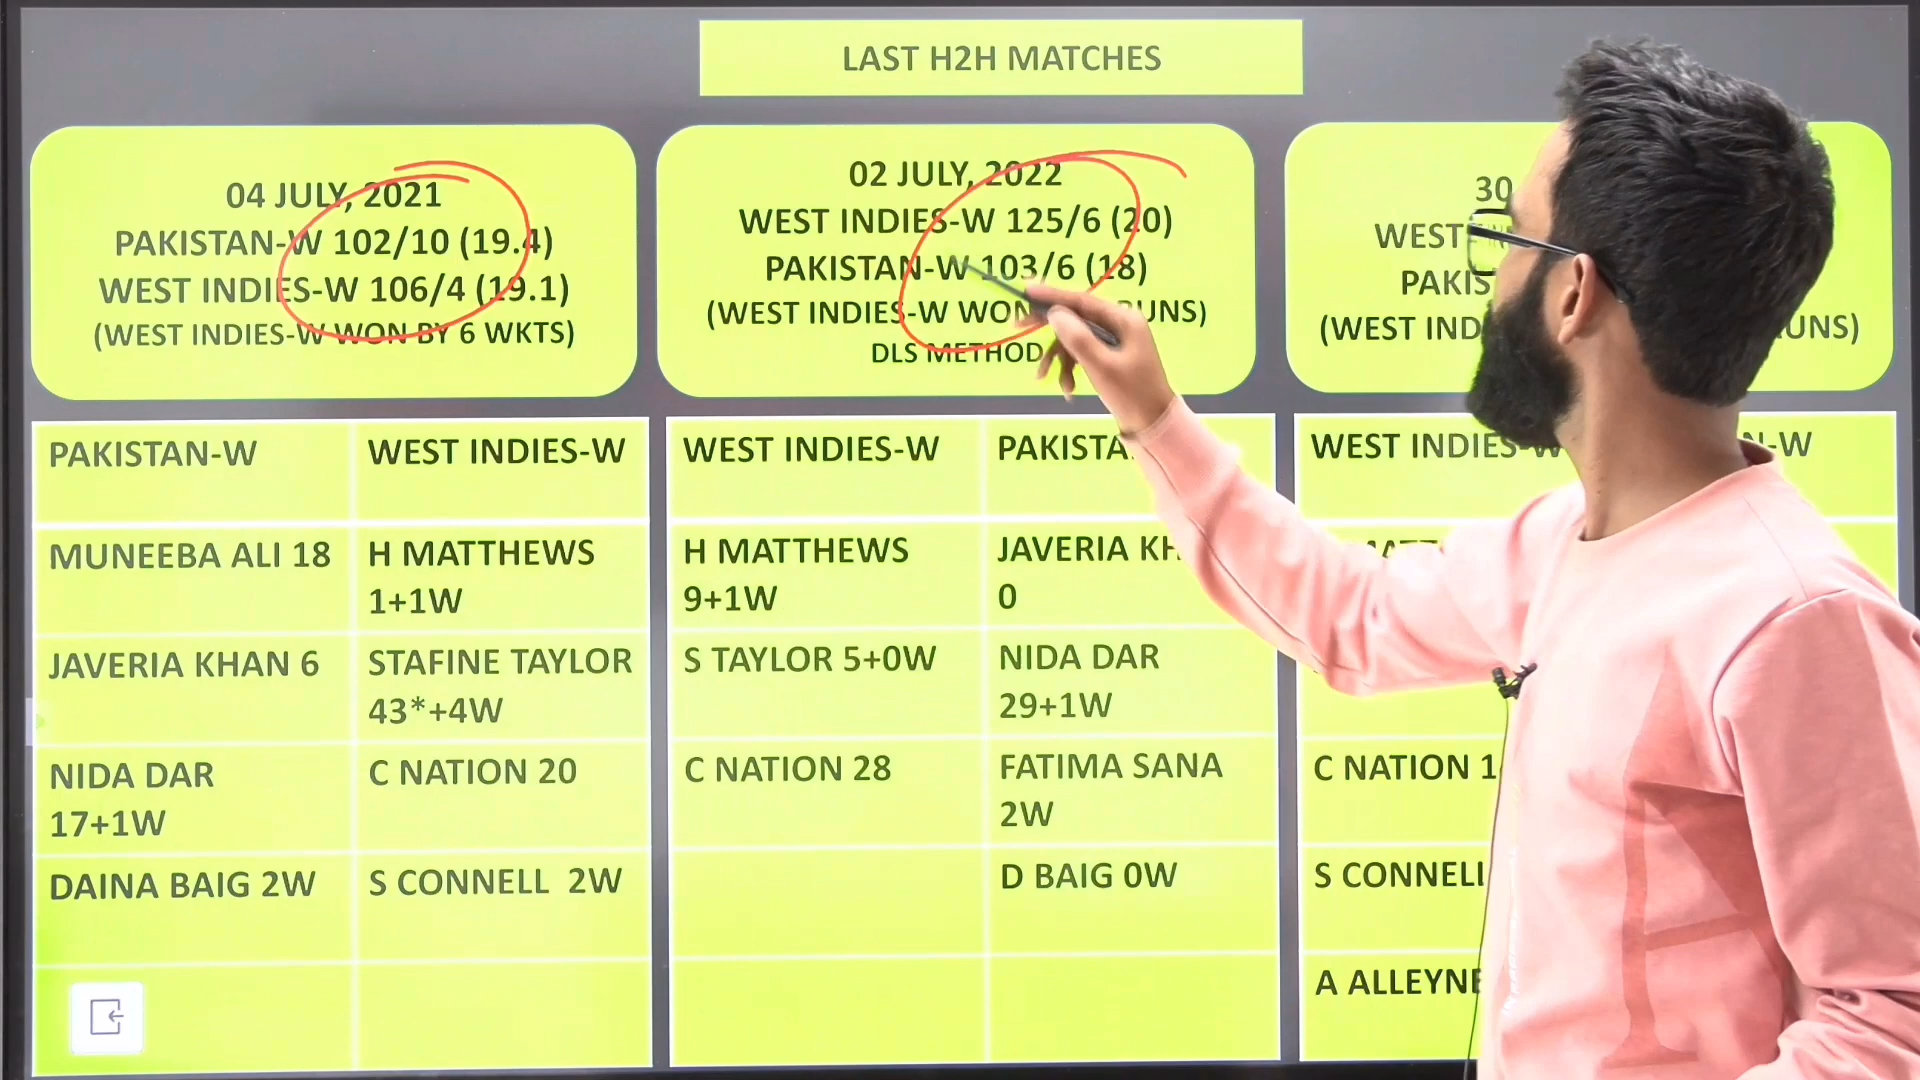 LAST H2H MATCHES
04 JULY, 2021
PAKISTAN-W 102/10 (19.4)
WEST INDIES-W 106/4 (19.1)
(WEST INDIES-W WON BY 6 WKTS)
02 JULY, 2022
WEST INDIES-W 125/6 (20)
PAKISTAN-W 103/6 (18)
(WEST INDIES-W WON RUNS)
DLS METHOD
30
WEST
(WEST RUNS)
PAKISTAN-W WEST INDIES-W
MUNEEBA ALI 18 H MATTHEWS
1+1W
JAVERIA KHAN 6 STAFINE TAYLOR
43*+4W
NIDA DAR C NATION 20
17+1W
DAINA BAIG 2W S CONNELL 2W
WEST INDIES-W
H MATTHEWS JAVERIA
9+1W 0
S TAYLOR 5+0W NIDA DAR
29+1W
C NATION 28 FATIMA SANA
2W
D BAIG 0W
WEST INDIES-W
C NATION
S CONNELL
A ALLEYNE